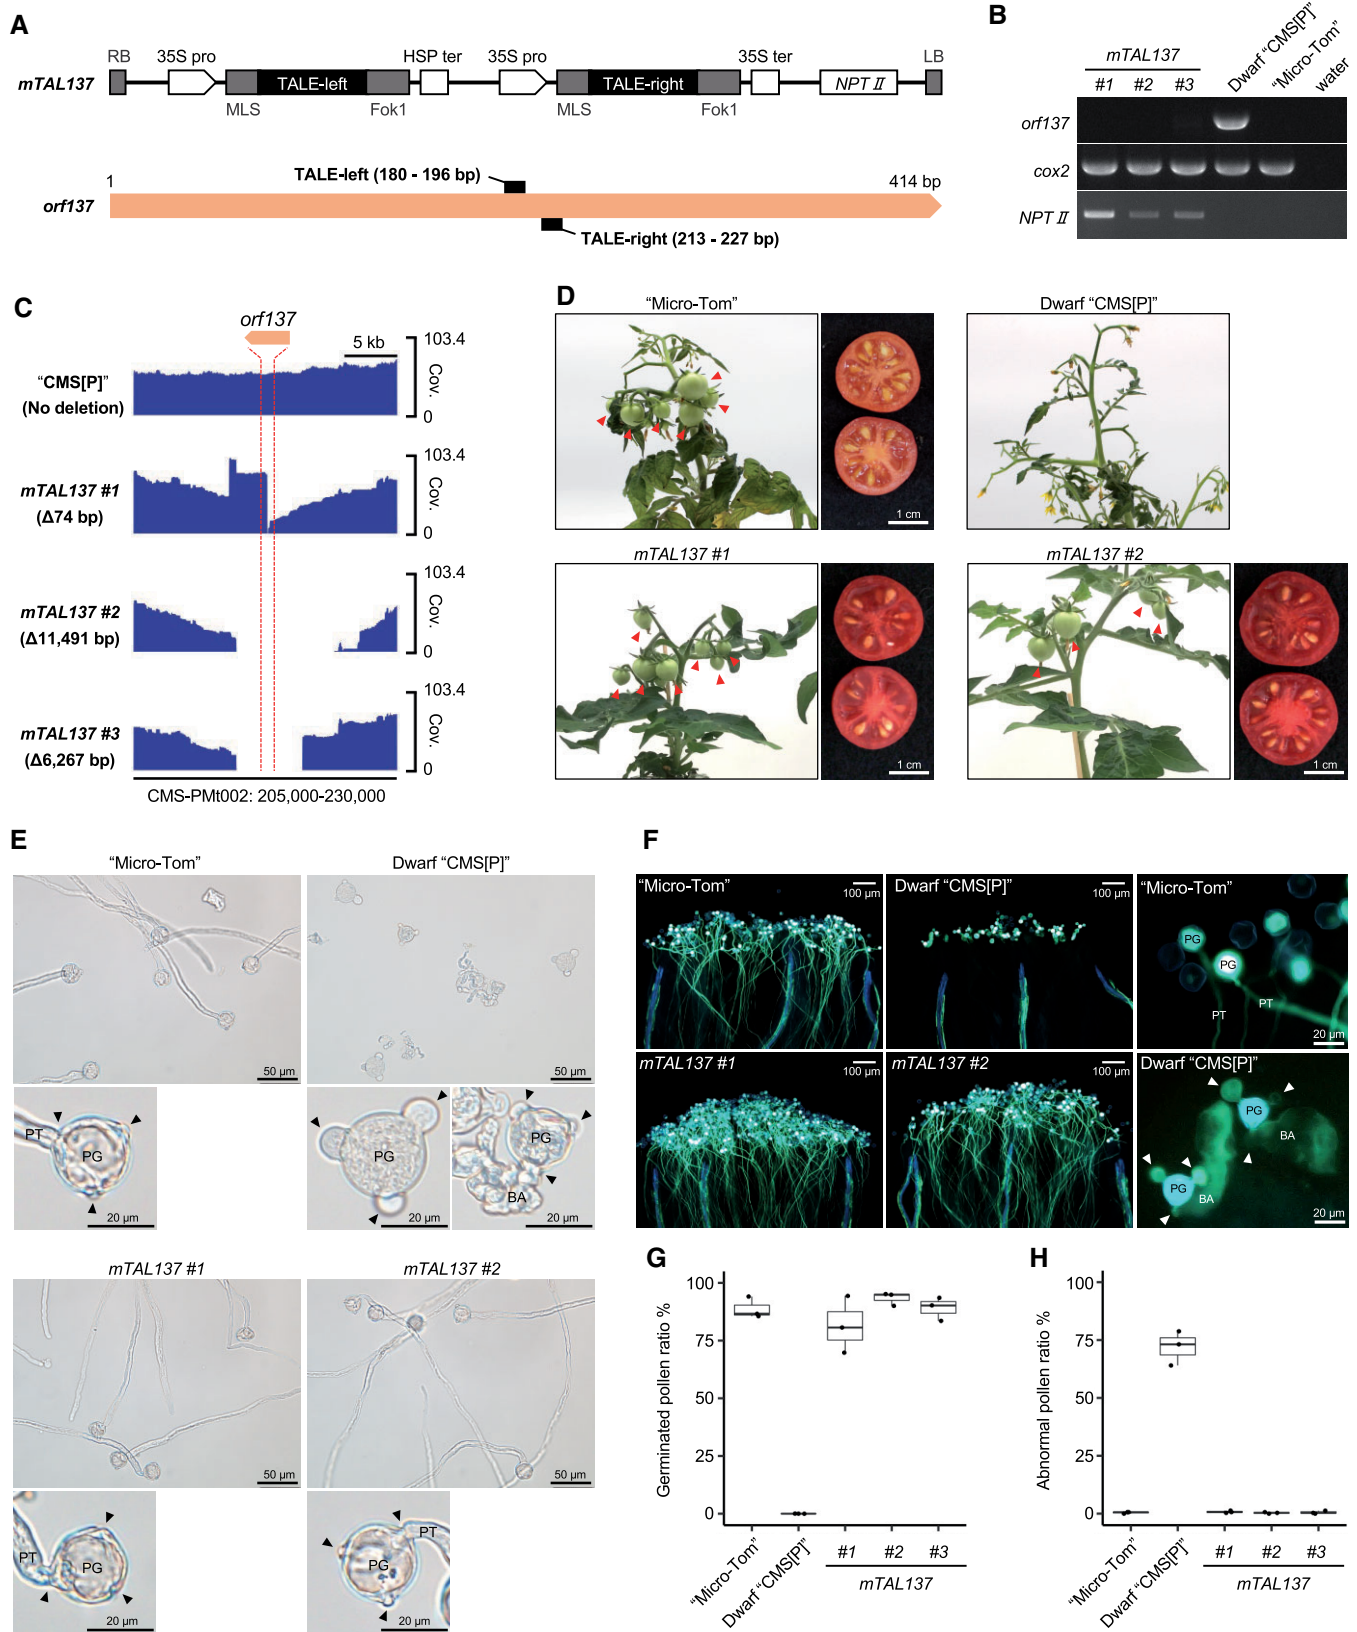 A
RB
35S pro
HSP ter
35S pro
35S ter
LB
mTAL137
TALE-left
TALE-right
NPT II
MLS
Fok1
MLS
Fok1
TALE-left (180 - 196 bp)
1
414 bp
orf137
TALE-right (213 - 227 bp)
B
mTAL137
#1 #2 #3
Dwarf "CMS[P]"
"Micro-Tom"
water
orf137
cox2
NPT II
C
orf137
5 kb
103.4
Cov.
0
"CMS[P]"
(No deletion)
103.4
Cov.
0
mTAL137 #1
(Δ74 bp)
103.4
Cov.
0
mTAL137 #2
(Δ11,491 bp)
103.4
Cov.
0
mTAL137 #3
(Δ6,267 bp)
CMS-PMt002: 205,000-230,000
D
"Micro-Tom"
Dwarf "CMS[P]"
1 cm
mTAL137 #1
mTAL137 #2
1 cm
1 cm
E
"Micro-Tom"
Dwarf "CMS[P]"
50 µm
50 µm
PT
PG
20 µm
PG
20 µm
PG
BA
20 µm
mTAL137 #1
mTAL137 #2
50 µm
50 µm
PT
PG
20 µm
PT
PG
20 µm
F
"Micro-Tom"
100 µm
Dwarf "CMS[P]"
100 µm
"Micro-Tom"
PG
PG
PT
PT
20 µm
mTAL137 #1
100 µm
mTAL137 #2
100 µm
Dwarf "CMS[P]"
PG
BA
PG
BA
20 µm
G
Germinated pollen ratio %
100
75
50
25
0
"Micro-Tom"
Dwarf "CMS[P]"
#1 #2 #3
mTAL137
H
Abnormal pollen ratio %
100
75
50
25
0
"Micro-Tom"
Dwarf "CMS[P]"
#1 #2 #3
mTAL137